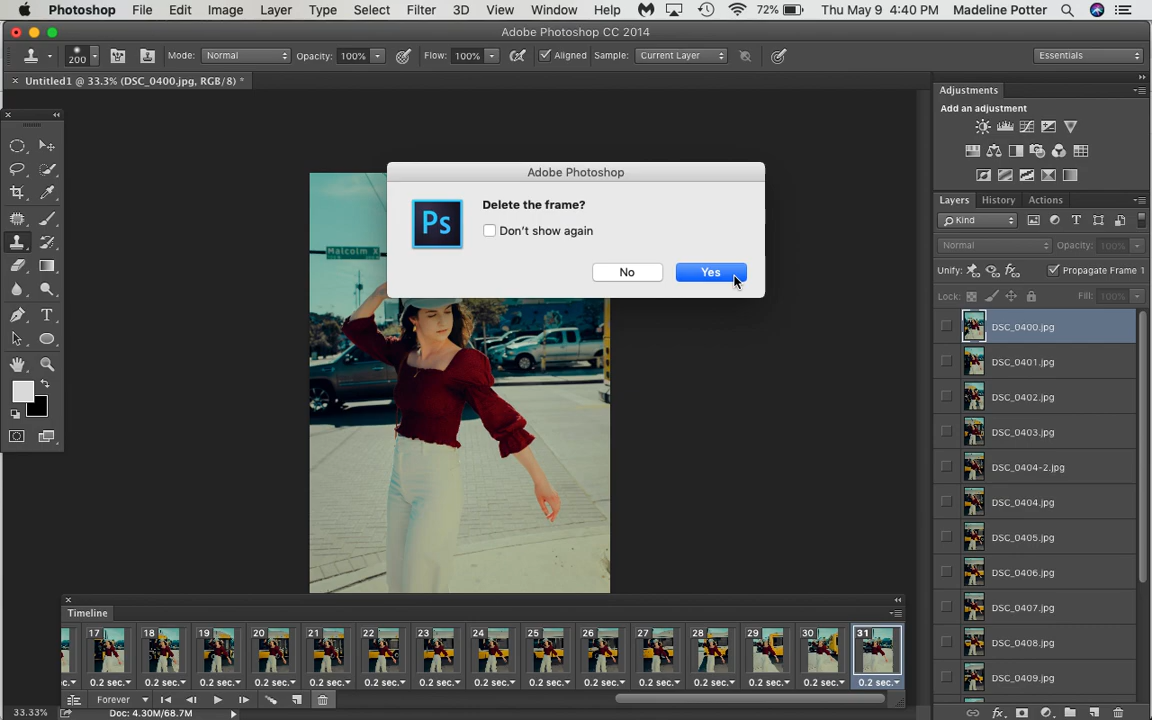 Photoshop File Edit Image Layer Type Select Filter 3D View Window Help 72% Thu May 9 4:40 PM Madeline Potter
Adobe Photoshop CC 2014
200 Mode: Normal Opacity: 100% Flow: 100% Aligned Sample: Current Layer Essentials
× Untitled1 @ 33.3% (DSC_0400.jpg, RGB/8) *
Adjustments
Add an adjustment
Adobe Photoshop
Ps
Delete the frame?
Don't show again
No Yes
Malcolm X
Layers History Actions
Kind
Normal Opacity: 100%
Unify: Propagate Frame 1
Lock: Fill: 100%
DSC_0400.jpg
DSC_0401.jpg
DSC_0402.jpg
DSC_0403.jpg
DSC_0404-2.jpg
DSC_0404.jpg
DSC_0405.jpg
DSC_0406.jpg
DSC_0407.jpg
DSC_0408.jpg
DSC_0409.jpg
Timeline
17 18 19 20 21 22 23 24 25 26 27 28 29 30 31
0.2 sec. 0.2 sec. 0.2 sec. 0.2 sec. 0.2 sec. 0.2 sec. 0.2 sec. 0.2 sec. 0.2 sec. 0.2 sec. 0.2 sec. 0.2 sec. 0.2 sec. 0.2 sec. 0.2 sec.
Forever
33.33% Doc: 4.30M/68.7M
fx